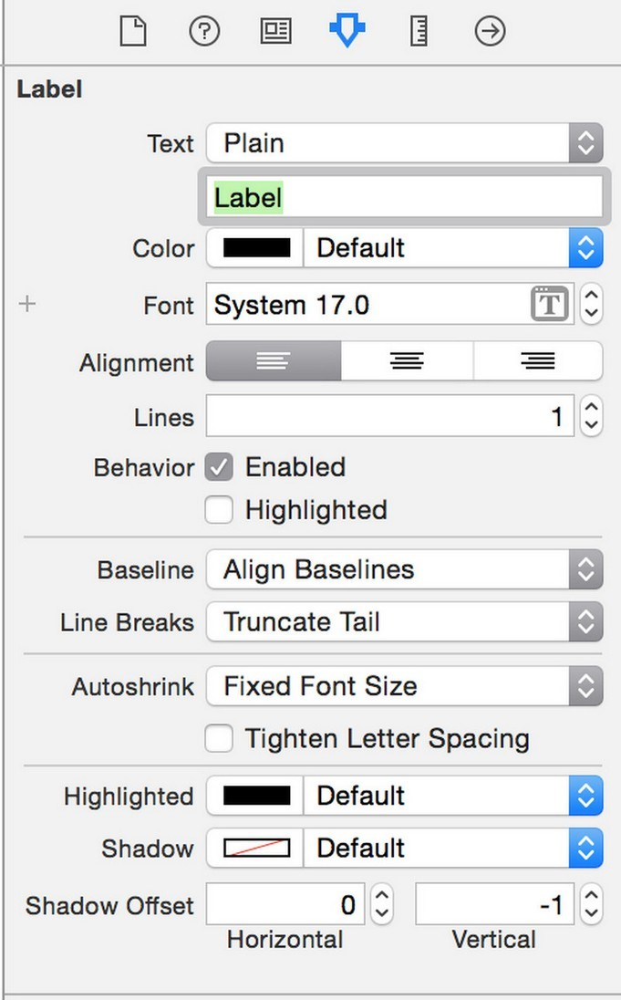 Label
Text Plain
Label
Color Default
+ Font System 17.0 T
Alignment
Lines 1
Behavior Enabled
Highlighted
Baseline Align Baselines
Line Breaks Truncate Tail
Autoshrink Fixed Font Size
Tighten Letter Spacing
Highlighted Default
Shadow Default
Shadow Offset 0 -1
Horizontal Vertical